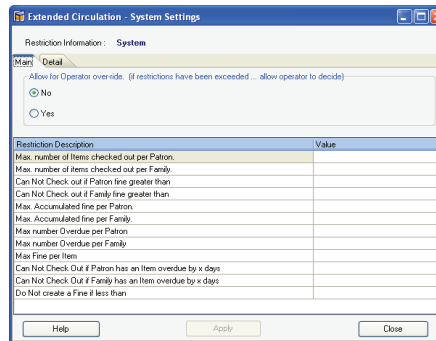 Extended Circulation - System Settings
Restriction Information : System
Main Detail
Allow for Operator over-ride. (if restrictions have been exceeded ... allow operator to decide)
No
Yes
Restriction Description Value
Max. number of Items checked out per Patron.
Max. number of items checked out per Family.
Can Not Check out if Patron fine greater than
Can Not Check out if Family fine greater than
Max. Accumulated fine per Patron.
Max. Accumulated fine per Family.
Max number Overdue per Patron
Max number Overdue per Family
Max Fine per Item
Can Not Check Out if Patron has an Item overdue by x days
Can Not Check Out if Family has an Item overdue by x days
Do Not create a Fine if less than
Help Apply Close